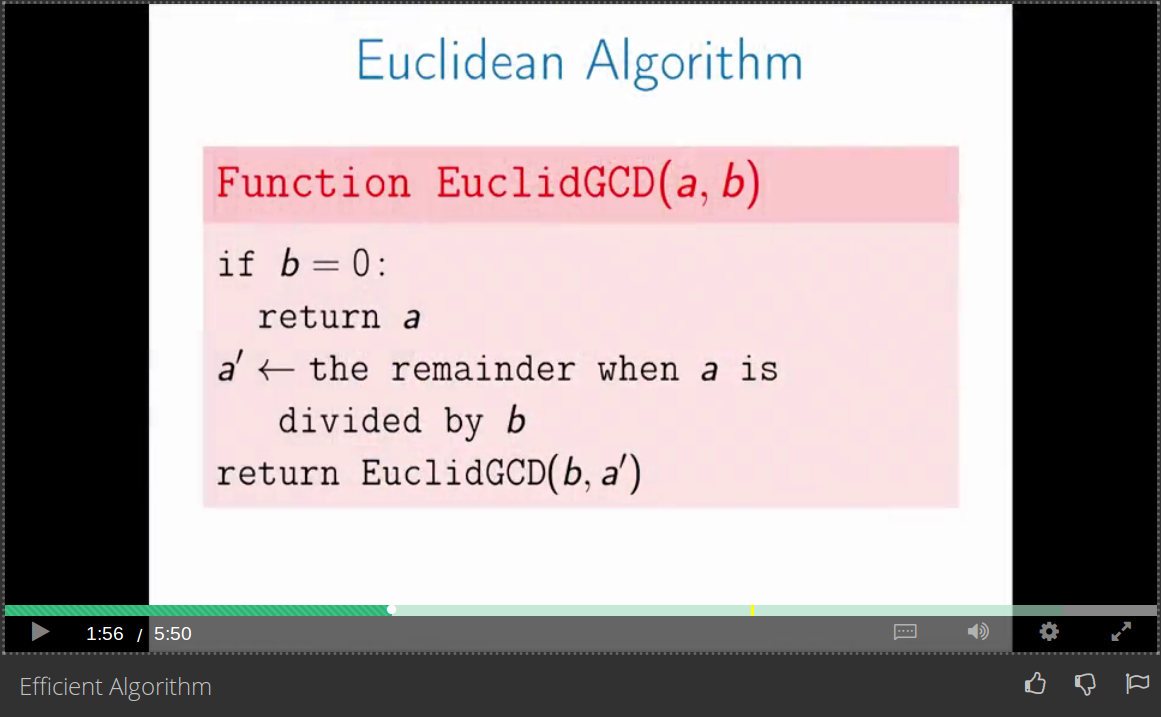 Euclidean Algorithm
Function EuclidGCD(a, b)
if b = 0:
return a
a′ ← the remainder when a is
divided by b
return EuclidGCD(b, a′)
1:56 / 5:50
Efficient Algorithm